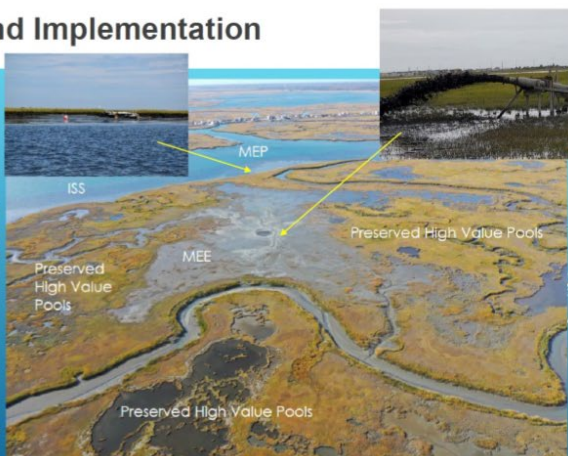 nd Implementation
MEP
ISS
Preserved High Value Pools
MEE
Preserved
High Value
Pools
Preserved High Value Pools